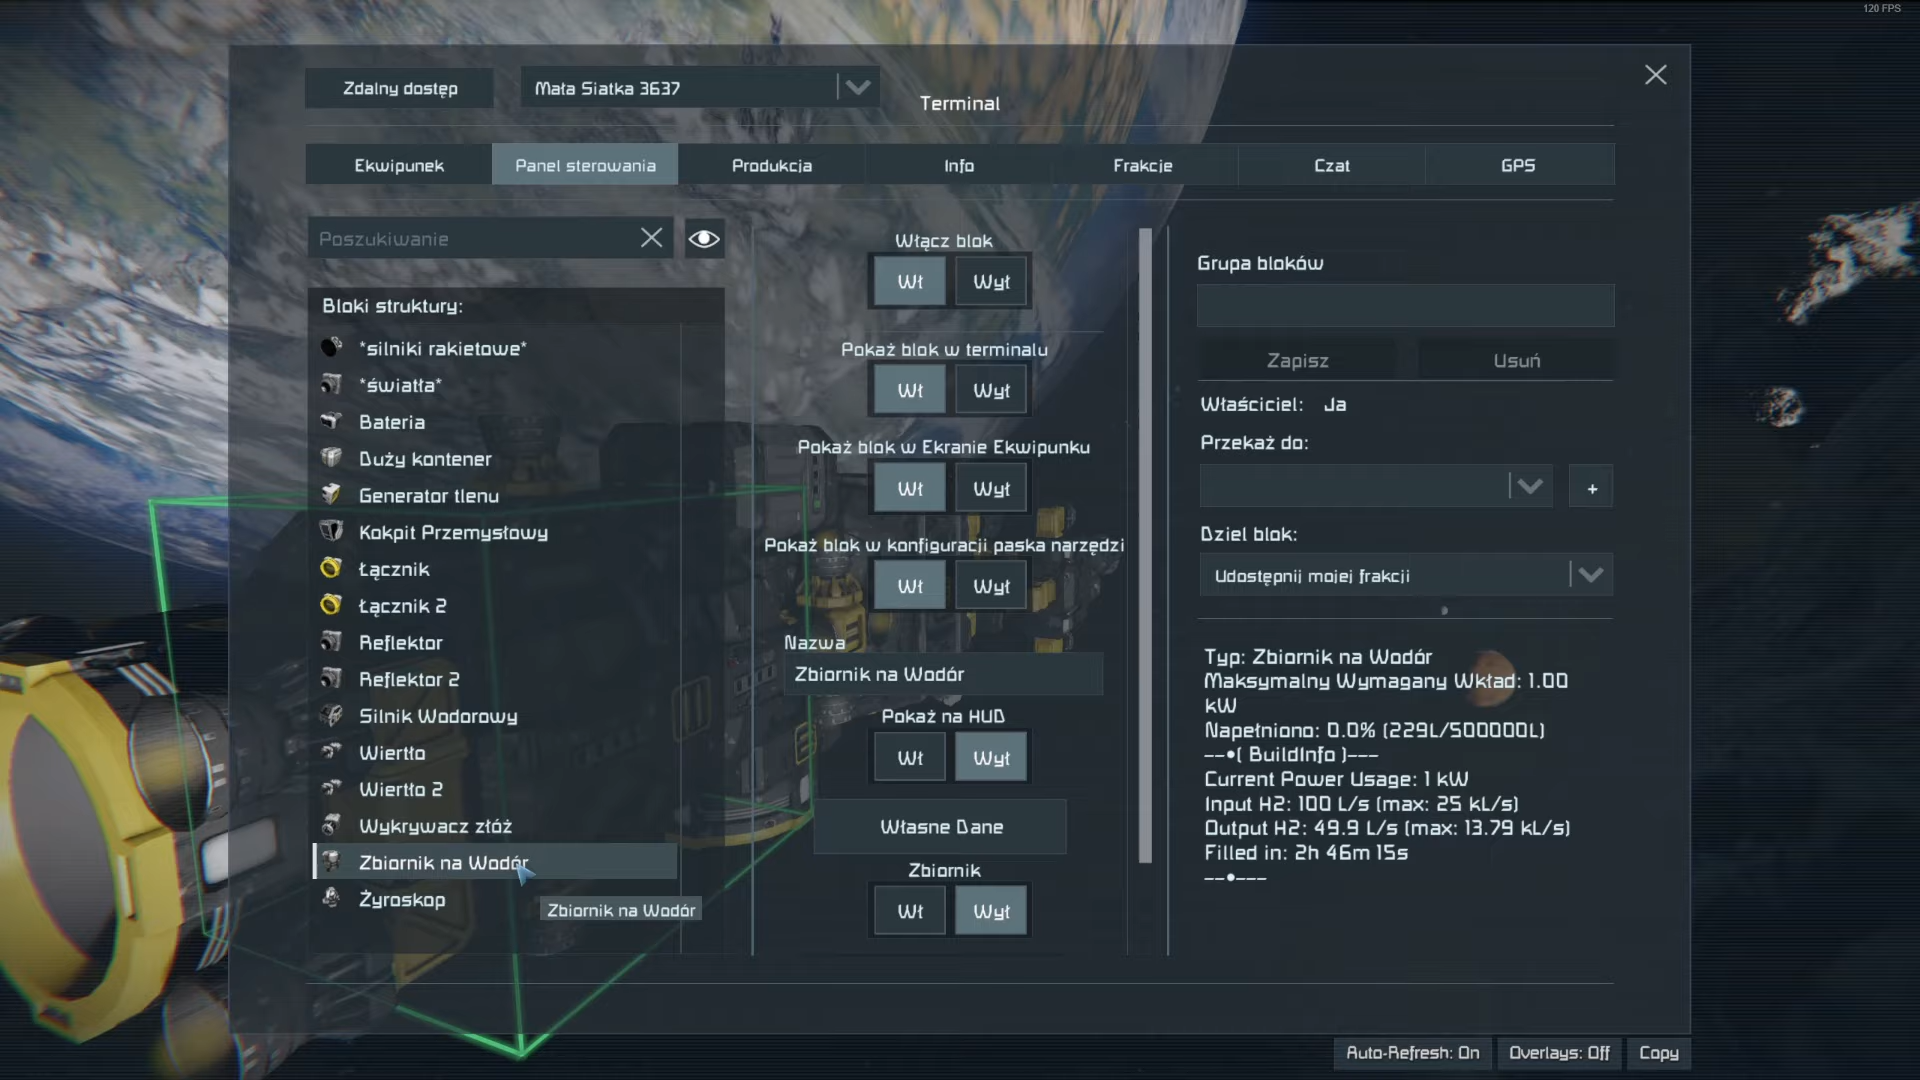 120 FPS
Zdalny dostęp
Mała Siatka 3637
Terminal
Ekwipunek
Panel sterowania
Produkcja
Info
Frakcje
Czat
GPS
Poszukiwanie
Bloki struktury:
*silniki rakietowe*
*światła*
Bateria
Duży kontener
Generator tlenu
Kokpit Przemysłowy
Łącznik
Łącznik 2
Reflektor
Reflektor 2
Silnik Wodorowy
Wiertło
Wiertło 2
Wykrywacz złóż
Zbiornik na Wodór
Żyroskop
Zbiornik na Wodór
Włącz blok
Wł
Wył
Pokaż blok w terminalu
Wł
Wył
Pokaż blok w Ekranie Ekwipunku
Wł
Wył
Pokaż blok w konfiguracji paska narzędzi
Wł
Wył
Nazwa
Zbiornik na Wodór
Pokaż na HUD
Wł
Wył
Własne Dane
Zbiornik
Wł
Wył
Grupa bloków
Zapisz
Usuń
Właściciel: Ja
Przekaż do:
+
Dziel blok:
Udostępnij mojej frakcji
Typ: Zbiornik na Wodór
Maksymalny Wymagany Wkład: 1.00
kW
Napełniono: 0.0% (229L/500000L)
--•( BuildInfo )---
Current Power Usage: 1 kW
Input H2: 100 L/s (max: 25 kL/s)
Output H2: 49.9 L/s (max: 13.79 kL/s)
Filled in: 2h 46m 15s
--•---
Auto-Refresh: On
Overlays: Off
Copy